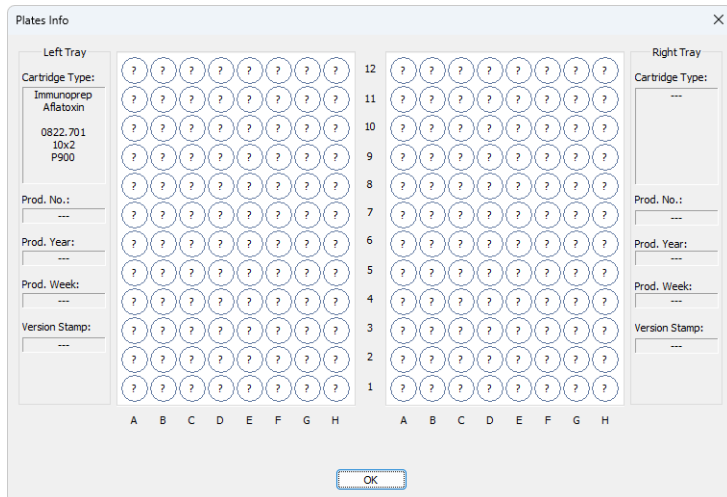 Plates Info
Left Tray
Cartridge Type:
Immunoprep
Aflatoxin
0822.701
10x2
P900
Prod. No.:
---
Prod. Year:
---
Prod. Week:
---
Version Stamp:
---
? ? ? ? ? ? ? ? 12 ? ? ? ? ? ? ? ?
? ? ? ? ? ? ? ? 11 ? ? ? ? ? ? ? ?
? ? ? ? ? ? ? ? 10 ? ? ? ? ? ? ? ?
? ? ? ? ? ? ? ? 9 ? ? ? ? ? ? ? ?
? ? ? ? ? ? ? ? 8 ? ? ? ? ? ? ? ?
? ? ? ? ? ? ? ? 7 ? ? ? ? ? ? ? ?
? ? ? ? ? ? ? ? 6 ? ? ? ? ? ? ? ?
? ? ? ? ? ? ? ? 5 ? ? ? ? ? ? ? ?
? ? ? ? ? ? ? ? 4 ? ? ? ? ? ? ? ?
? ? ? ? ? ? ? ? 3 ? ? ? ? ? ? ? ?
? ? ? ? ? ? ? ? 2 ? ? ? ? ? ? ? ?
? ? ? ? ? ? ? ? 1 ? ? ? ? ? ? ? ?
A B C D E F G H A B C D E F G H
Right Tray
Cartridge Type:
---
Prod. No.:
---
Prod. Year:
---
Prod. Week:
---
Version Stamp:
---
OK